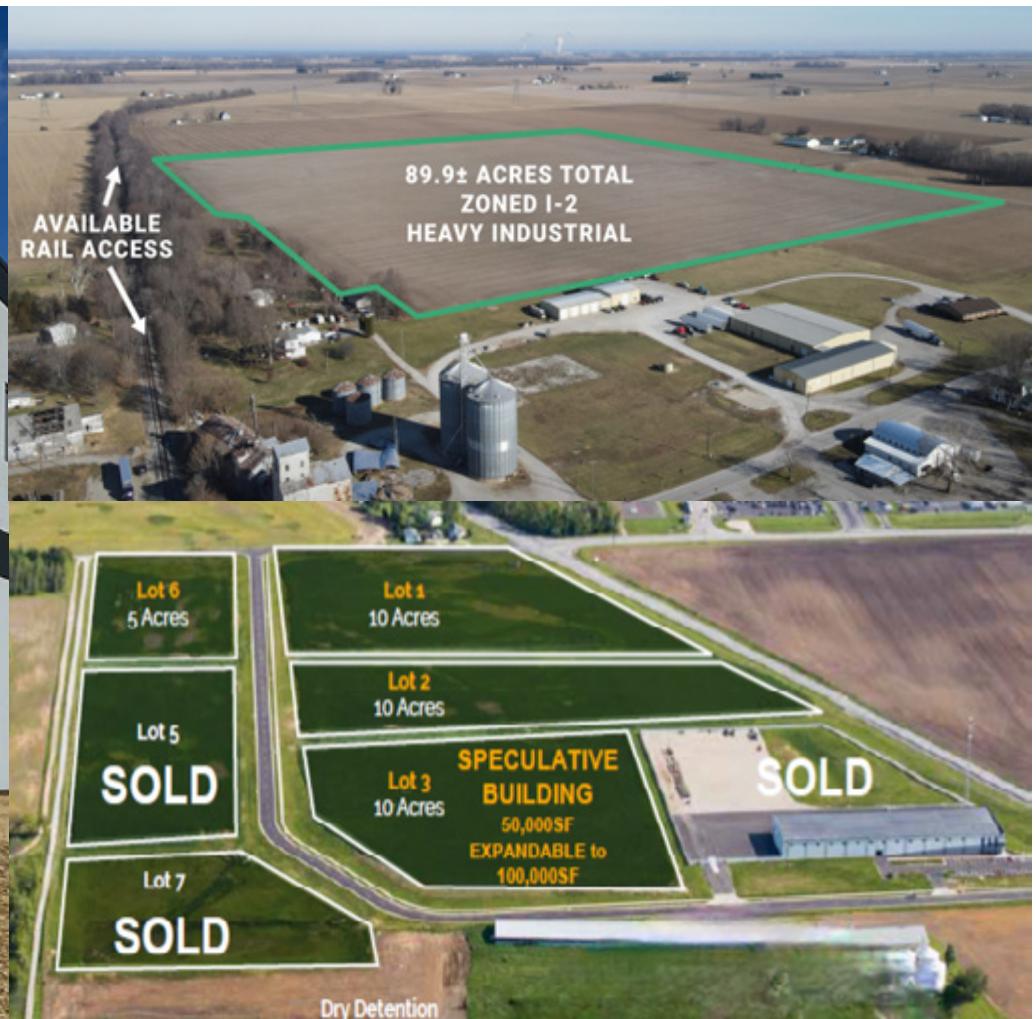 89.9± ACRES TOTAL
ZONED I-2
HEAVY INDUSTRIAL
AVAILABLE
RAIL ACCESS
Lot 6
5 Acres
Lot 1
10 Acres
Lot 2
10 Acres
Lot 5
SOLD
Lot 3
10 Acres
SPECULATIVE
BUILDING
50,000SF
EXPANDABLE to
100,000SF
SOLD
Lot 7
SOLD
Dry Detention